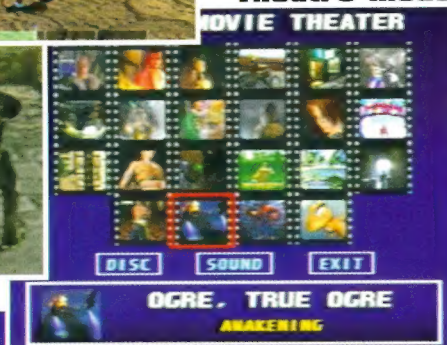 MOVIE THEATER
DISC SOUND EXIT
OGRE. TRUE OGRE
AWAKENING